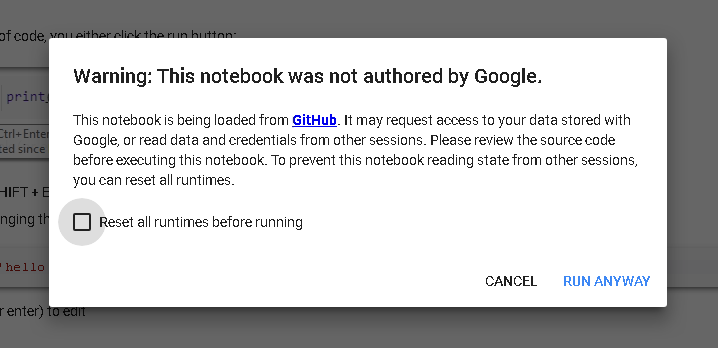 of code, you either click the run button:
Warning: This notebook was not authored by Google.
print
This notebook is being loaded from GitHub. It may request access to your data stored with
Google, or read data and credentials from other sessions. Please review the source code
before executing this notebook. To prevent this notebook reading state from other sessions,
you can reset all runtimes.
Ctrl+Enter
ted since
SHIFT + E
nging th
Reset all runtimes before running
'hello
CANCEL RUN ANYWAY
r enter) to edit